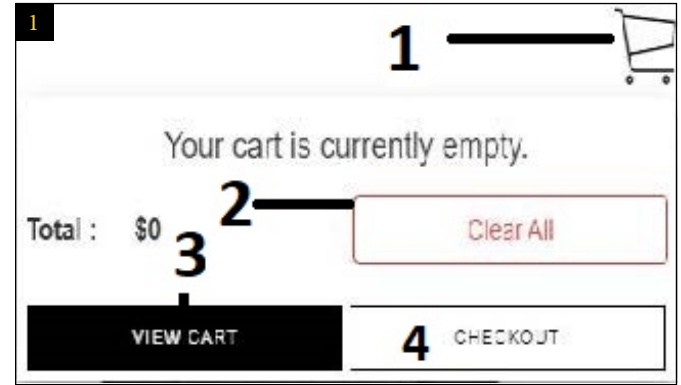 1
1
Your cart is currently empty.
2
Total : $0
Clear All
3
VIEW CART
4 CHECKOUT